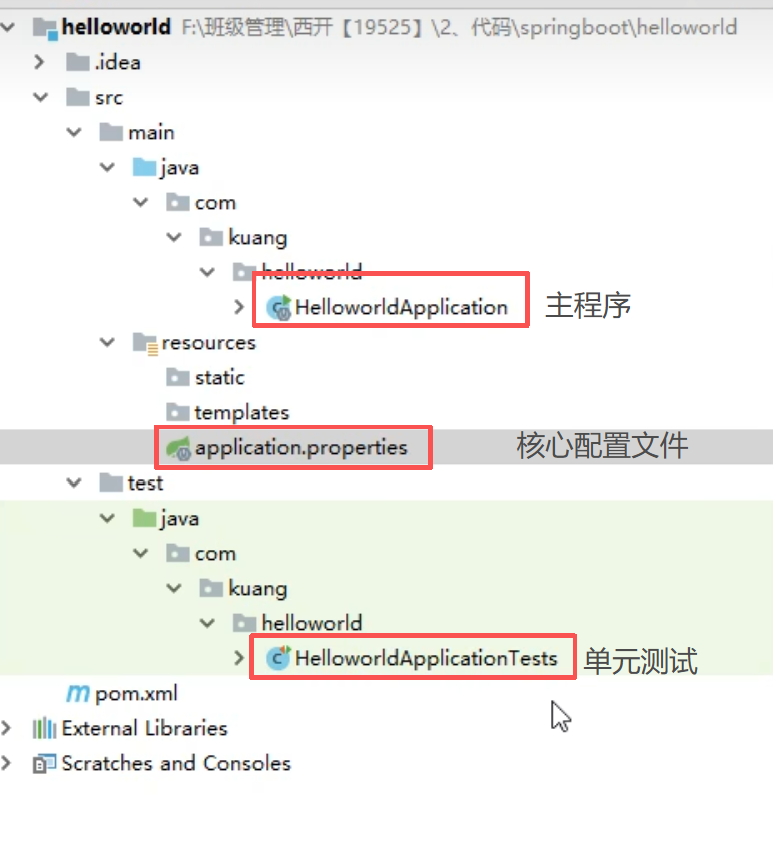 helloworld F:\班级管理\西开【19525】\2、代码\springboot\helloworld
.idea
src
main
java
com
kuang
helloworld
HelloworldApplication 主程序
resources
static
templates
application.properties 核心配置文件
test
java
com
kuang
helloworld
HelloworldApplicationTests 单元测试
pom.xml
External Libraries
Scratches and Consoles